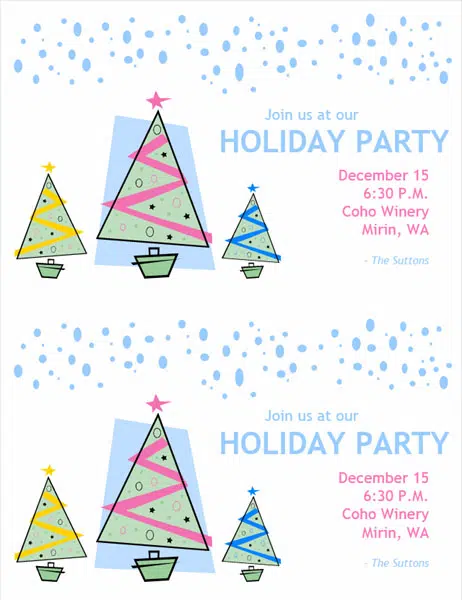 Join us at our
HOLIDAY PARTY
December 15
6:30 P.M.
Coho Winery
Mirin, WA
- The Suttons
Join us at our
HOLIDAY PARTY
December 15
6:30 P.M.
Coho Winery
Mirin, WA
- The Suttons